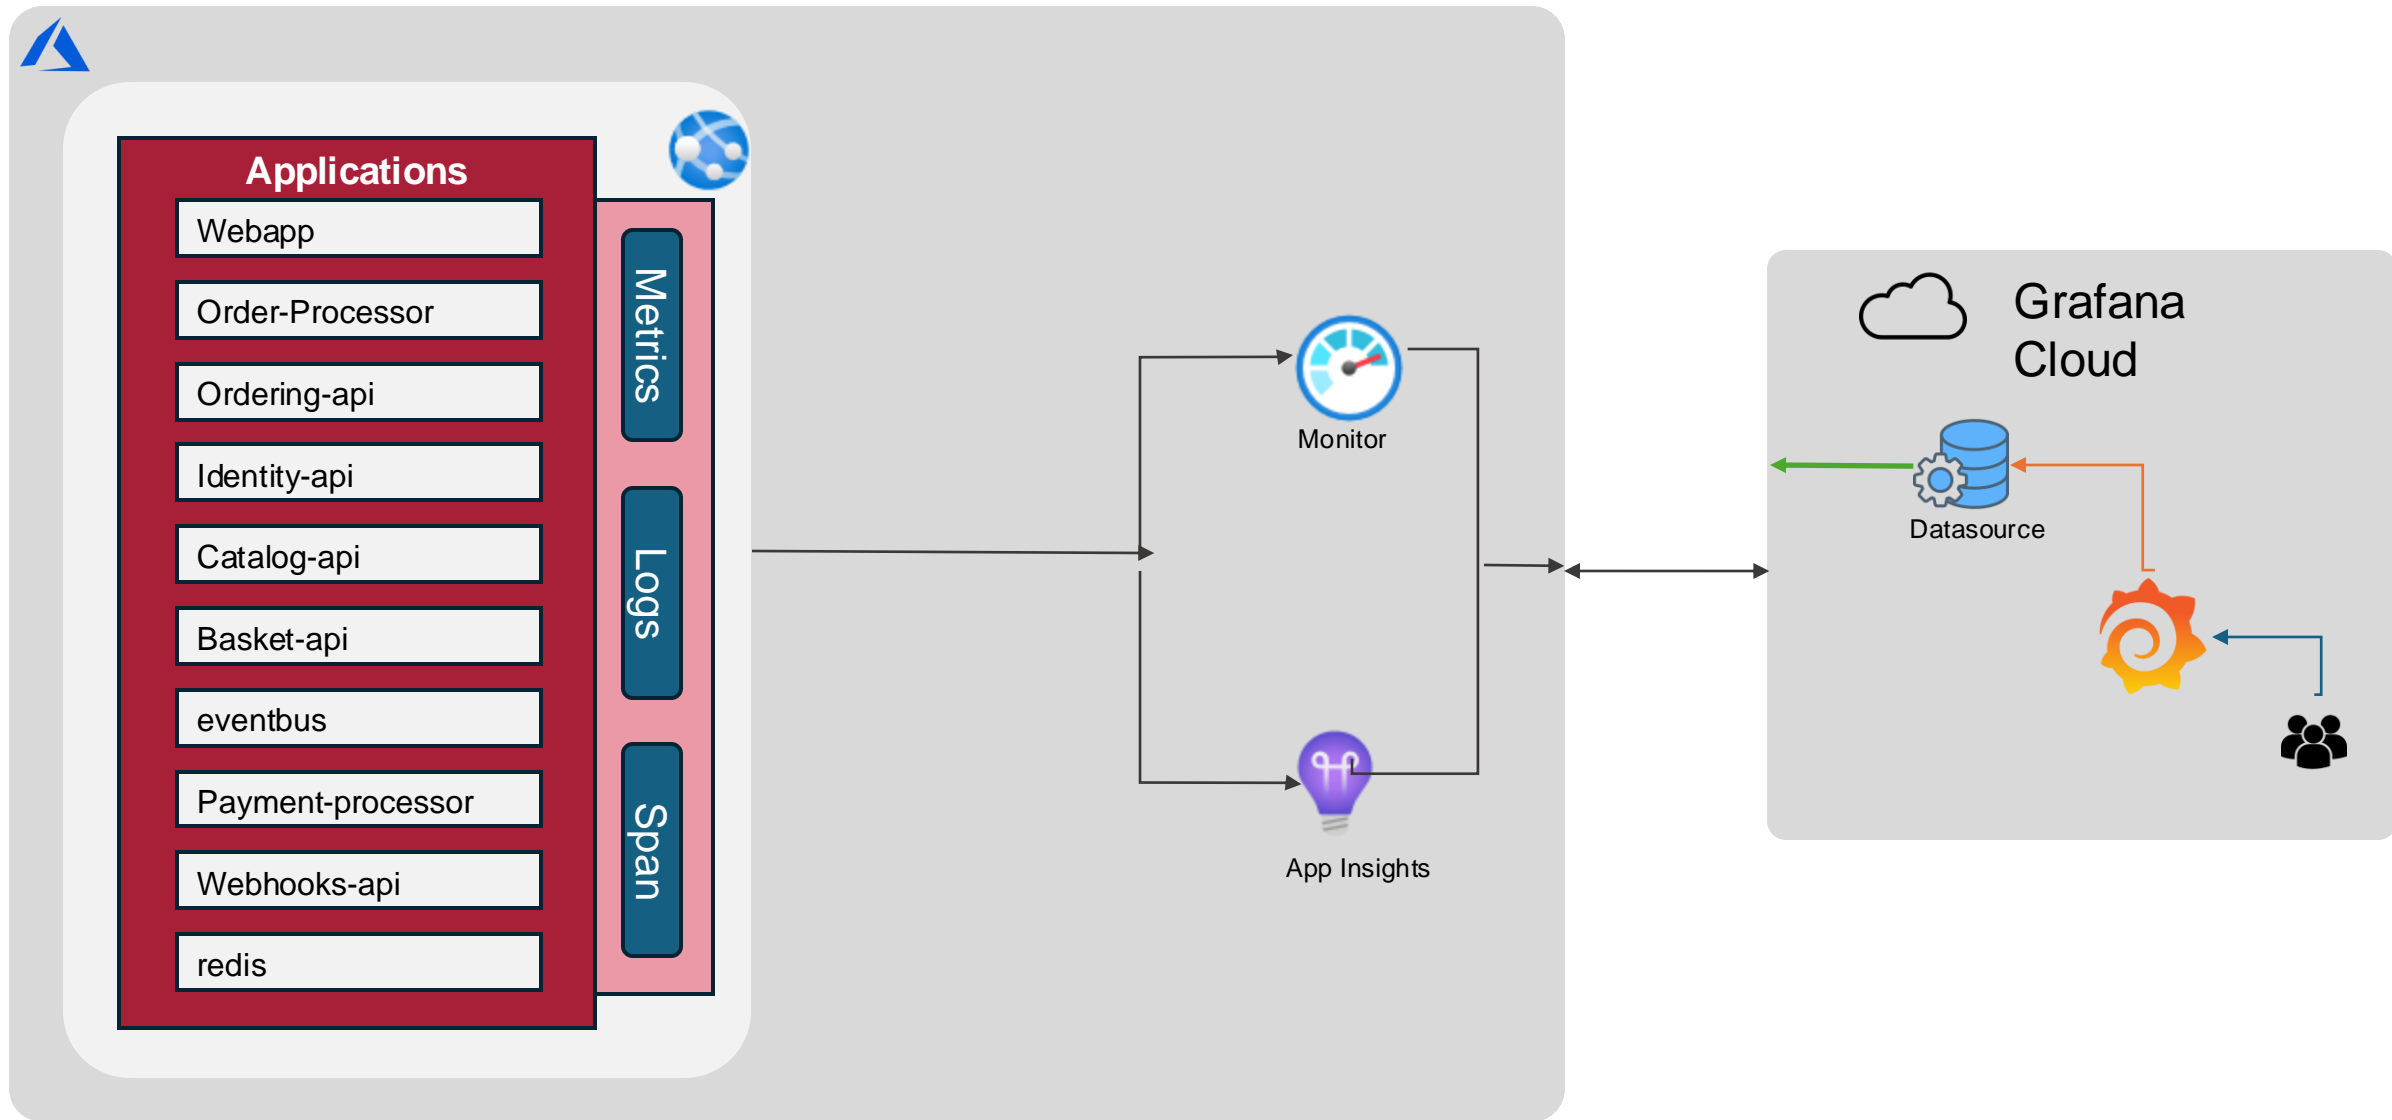 Applications
Webapp
Order-Processor
Ordering-api
Identity-api
Catalog-api
Basket-api
eventbus
Payment-processor
Webhooks-api
redis
Metrics
Logs
Span
Monitor
App Insights
Grafana
Cloud
Datasource